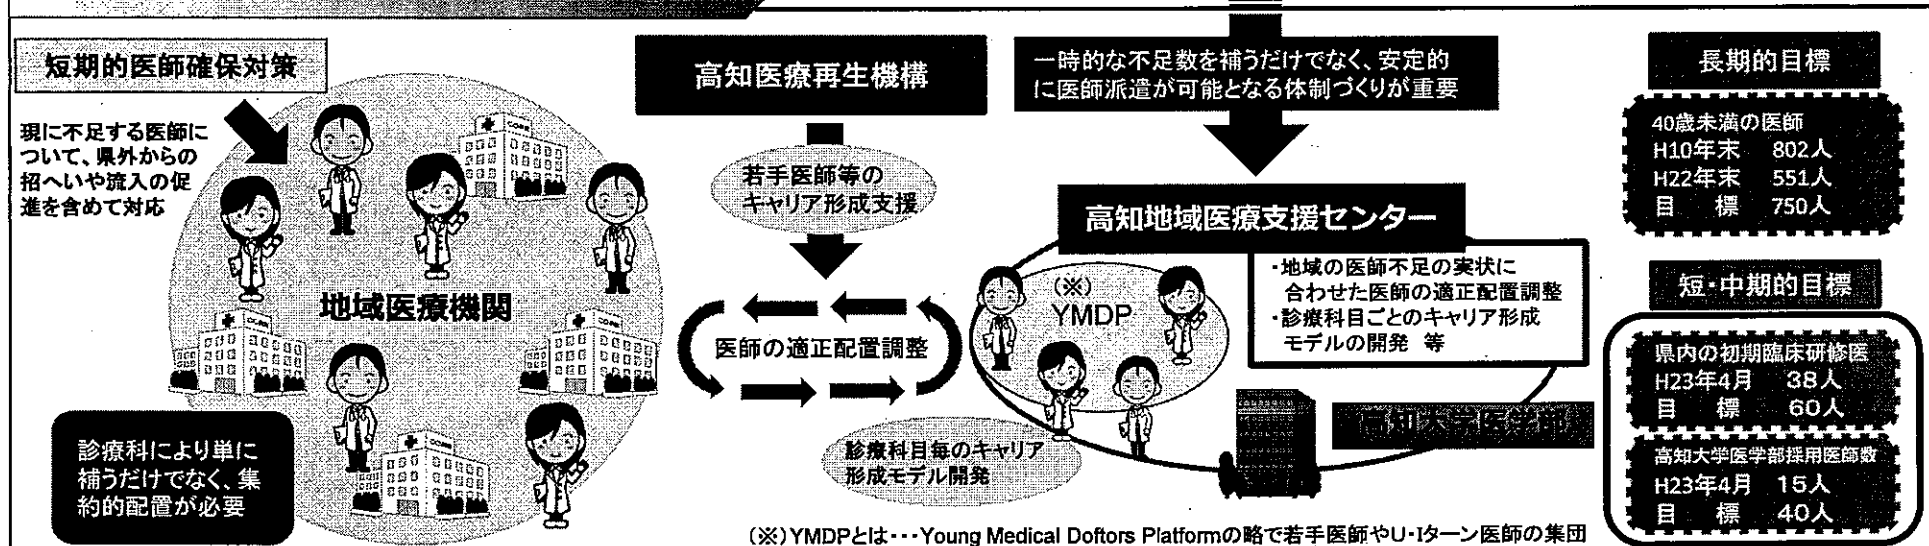 短期的医師確保対策
現に不足する医師に
ついて、県外からの
招へいや流入の促
進を含めて対応
地域医療機関
診療科により単に
補うだけでなく、集
約的配置が必要
高知医療再生機構
若手医師等の
キャリア形成支援
医師の適正配置調整
診療科目毎のキャリア
形成モデル開発
一時的な不足数を補うだけでなく、安定的
に医師派遣が可能となる体制づくりが重要
高知地域医療支援センター
・地域の医師不足の実状に
合わせた医師の適正配置調整
・診療科目ごとのキャリア形成
モデルの開発 等
(※)
YMDP
高知大学医学部
(※)YMDPとは・・・Young Medical Doftors Platformの略で若手医師やU・Iターン医師の集団
長期的目標
40歳未満の医師
H10年末 802人
H22年末 551人
目 標 750人
短・中期的目標
県内の初期臨床研修医
H23年4月 38人
目 標 60人
高知大学医学部採用医師数
H23年4月 15人
目 標 40人